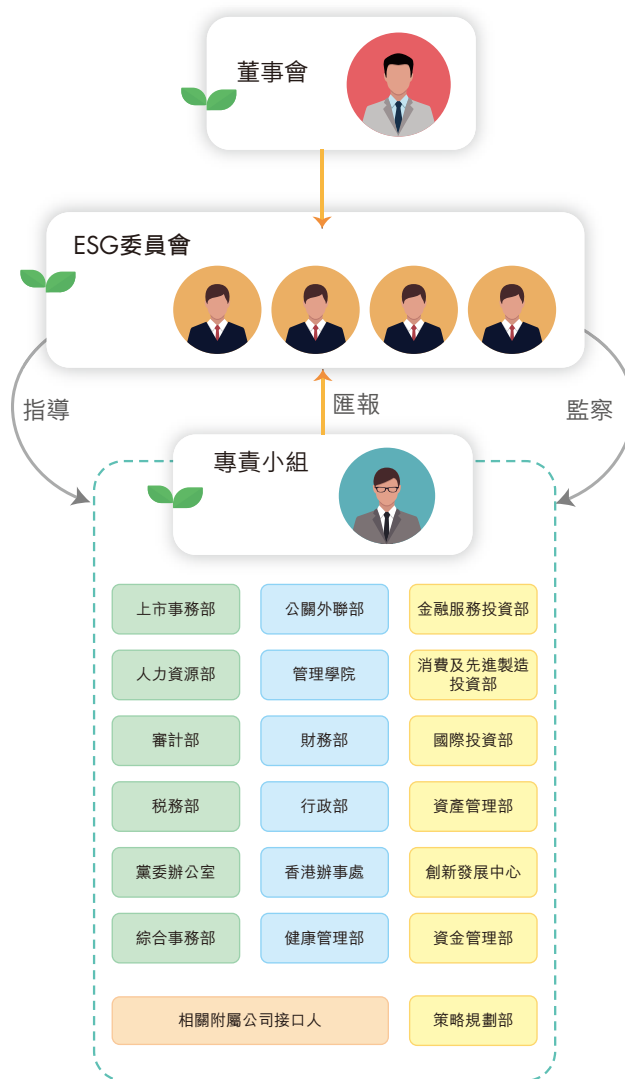 董事會
ESG委員會
指導
匯報
監察
專責小組
上市事務部
公關外聯部
金融服務投資部
人力資源部
管理學院
消費及先進製造
投資部
審計部
財務部
國際投資部
税務部
行政部
資產管理部
黨委辦公室
香港辦事處
創新發展中心
綜合事務部
健康管理部
資金管理部
相關附屬公司接口人
策略規劃部